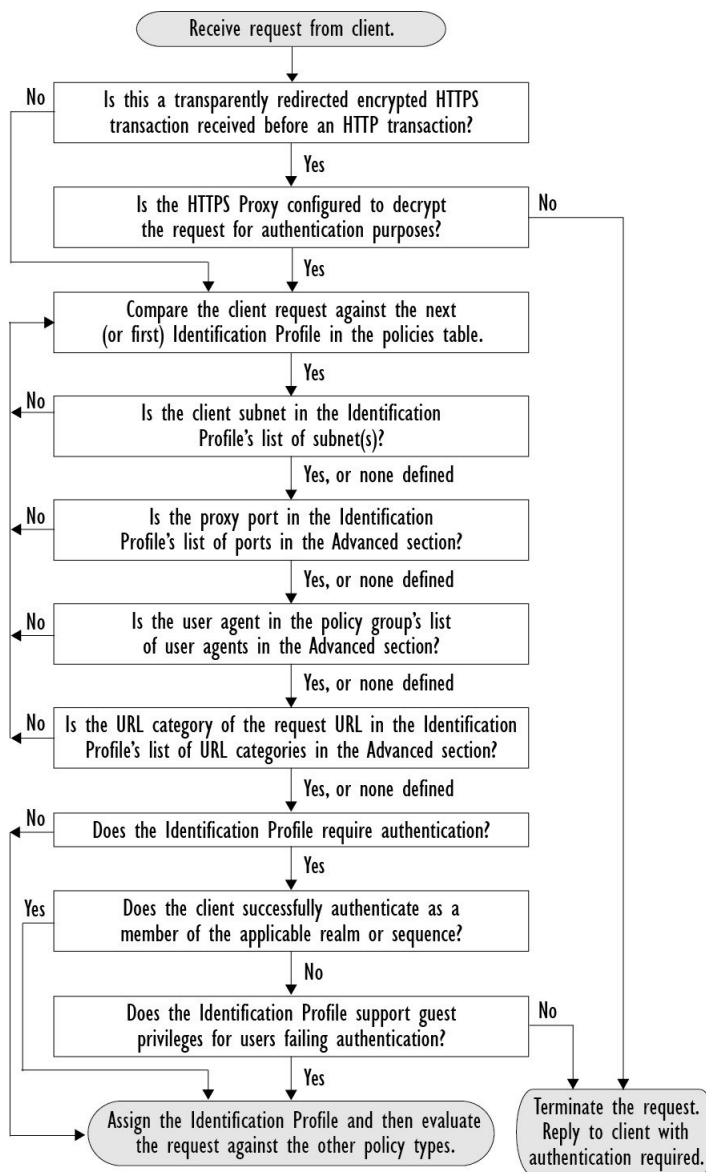 Receive request from client.
No
Is this a transparently redirected encrypted HTTPS
transaction received before an HTTP transaction?
Yes
Is the HTTPS Proxy configured to decrypt
the request for authentication purposes?
No
Yes
Compare the client request against the next
(or first) Identification Profile in the policies table.
Yes
No
Is the client subnet in the Identification
Profile's list of subnet(s)?
Yes, or none defined
No
Is the proxy port in the Identification
Profile's list of ports in the Advanced section?
Yes, or none defined
No
Is the user agent in the policy group's list
of user agents in the Advanced section?
Yes, or none defined
No
Is the URL category of the request URL in the Identification
Profile's list of URL categories in the Advanced section?
Yes, or none defined
No
Does the Identification Profile require authentication?
Yes
Yes
Does the client successfully authenticate as a
member of the applicable realm or sequence?
No
Does the Identification Profile support guest
privileges for users failing authentication?
No
Yes
Assign the Identification Profile and then evaluate
the request against the other policy types.
Terminate the request.
Reply to client with
authentication required.